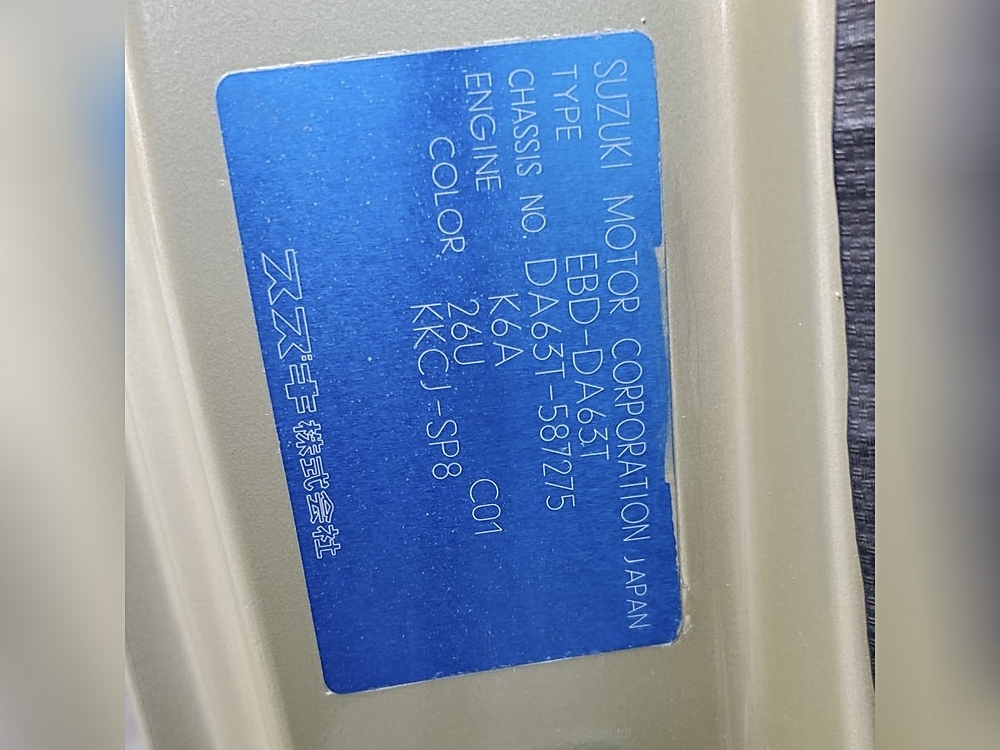 SUZUKI MOTOR CORPORATION JAPAN
TYPE EBD-DA63T
CHASSIS NO. DA63T-587275
ENGINE K6A
COLOR 26U C01
KKCJ-SP8
スズキ株式会社